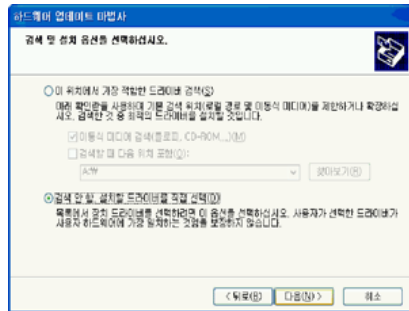 하드웨어 업데이트 마법사
검색 및 설치 옵션을 선택하십시오.
이 위치에서 가장 적합한 드라이버 검색(S)
아래 확인란을 사용하여 기본 검색 위치(로컬 경로 및 이동식 미디어)를 제한하거나 확장하십
시오. 검색한 것 중 최적의 드라이버를 설치할 것입니다.
이동식 미디어 검색(플로피, CD-ROM...)(M)
검색할 때 다음 위치 포함(O):
A:₩
찾아보기(R)
검색 안 함. 설치할 드라이버를 직접 선택(D)
목록에서 장치 드라이버를 선택하려면 이 옵션을 선택하십시오. 사용자가 선택한 드라이버가
사용자 하드웨어에 가장 일치하는 것임을 보장하지 않습니다.
< 뒤로(B)
다음(N) >
취소